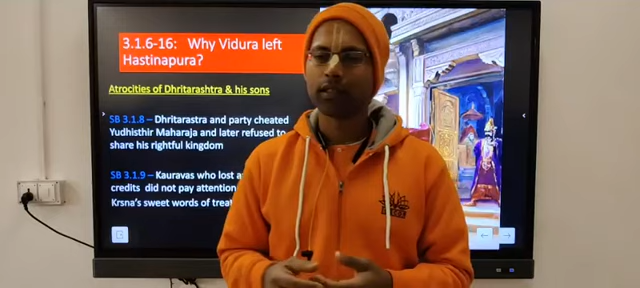 3.1.6-16: Why Vidura left
Hastinapura?
Atrocities of Dhritarashtra & his sons
SB 3.1.8 – Dhritarastra and party cheated
Yudhisthir Maharaja and later refused to
share his rightful kingdom
SB 3.1.9 – Kauravas who lost
credits did not pay attention
Krsna's sweet words of